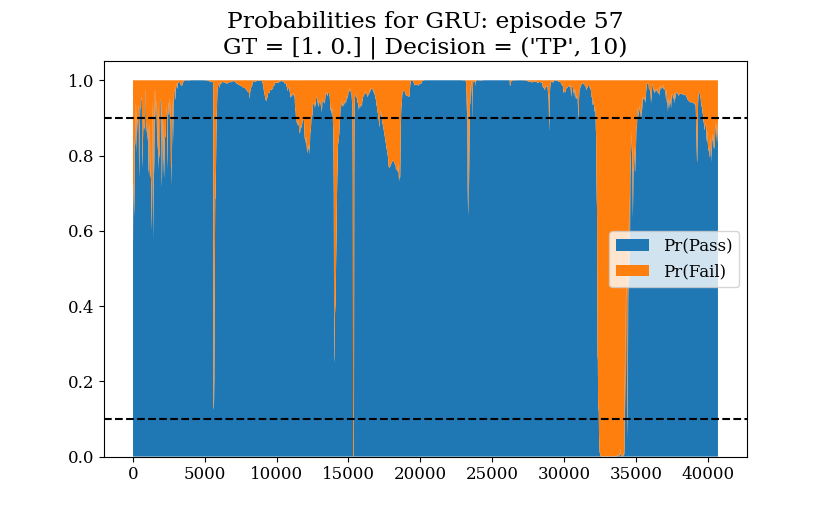 Probabilities for GRU: episode 57
GT = [1. 0.] | Decision = ('TP', 10)
1.0
0.8
0.6
0.4
0.2
0.0
Pr(Pass)
Pr(Fail)
0 5000 10000 15000 20000 25000 30000 35000 40000